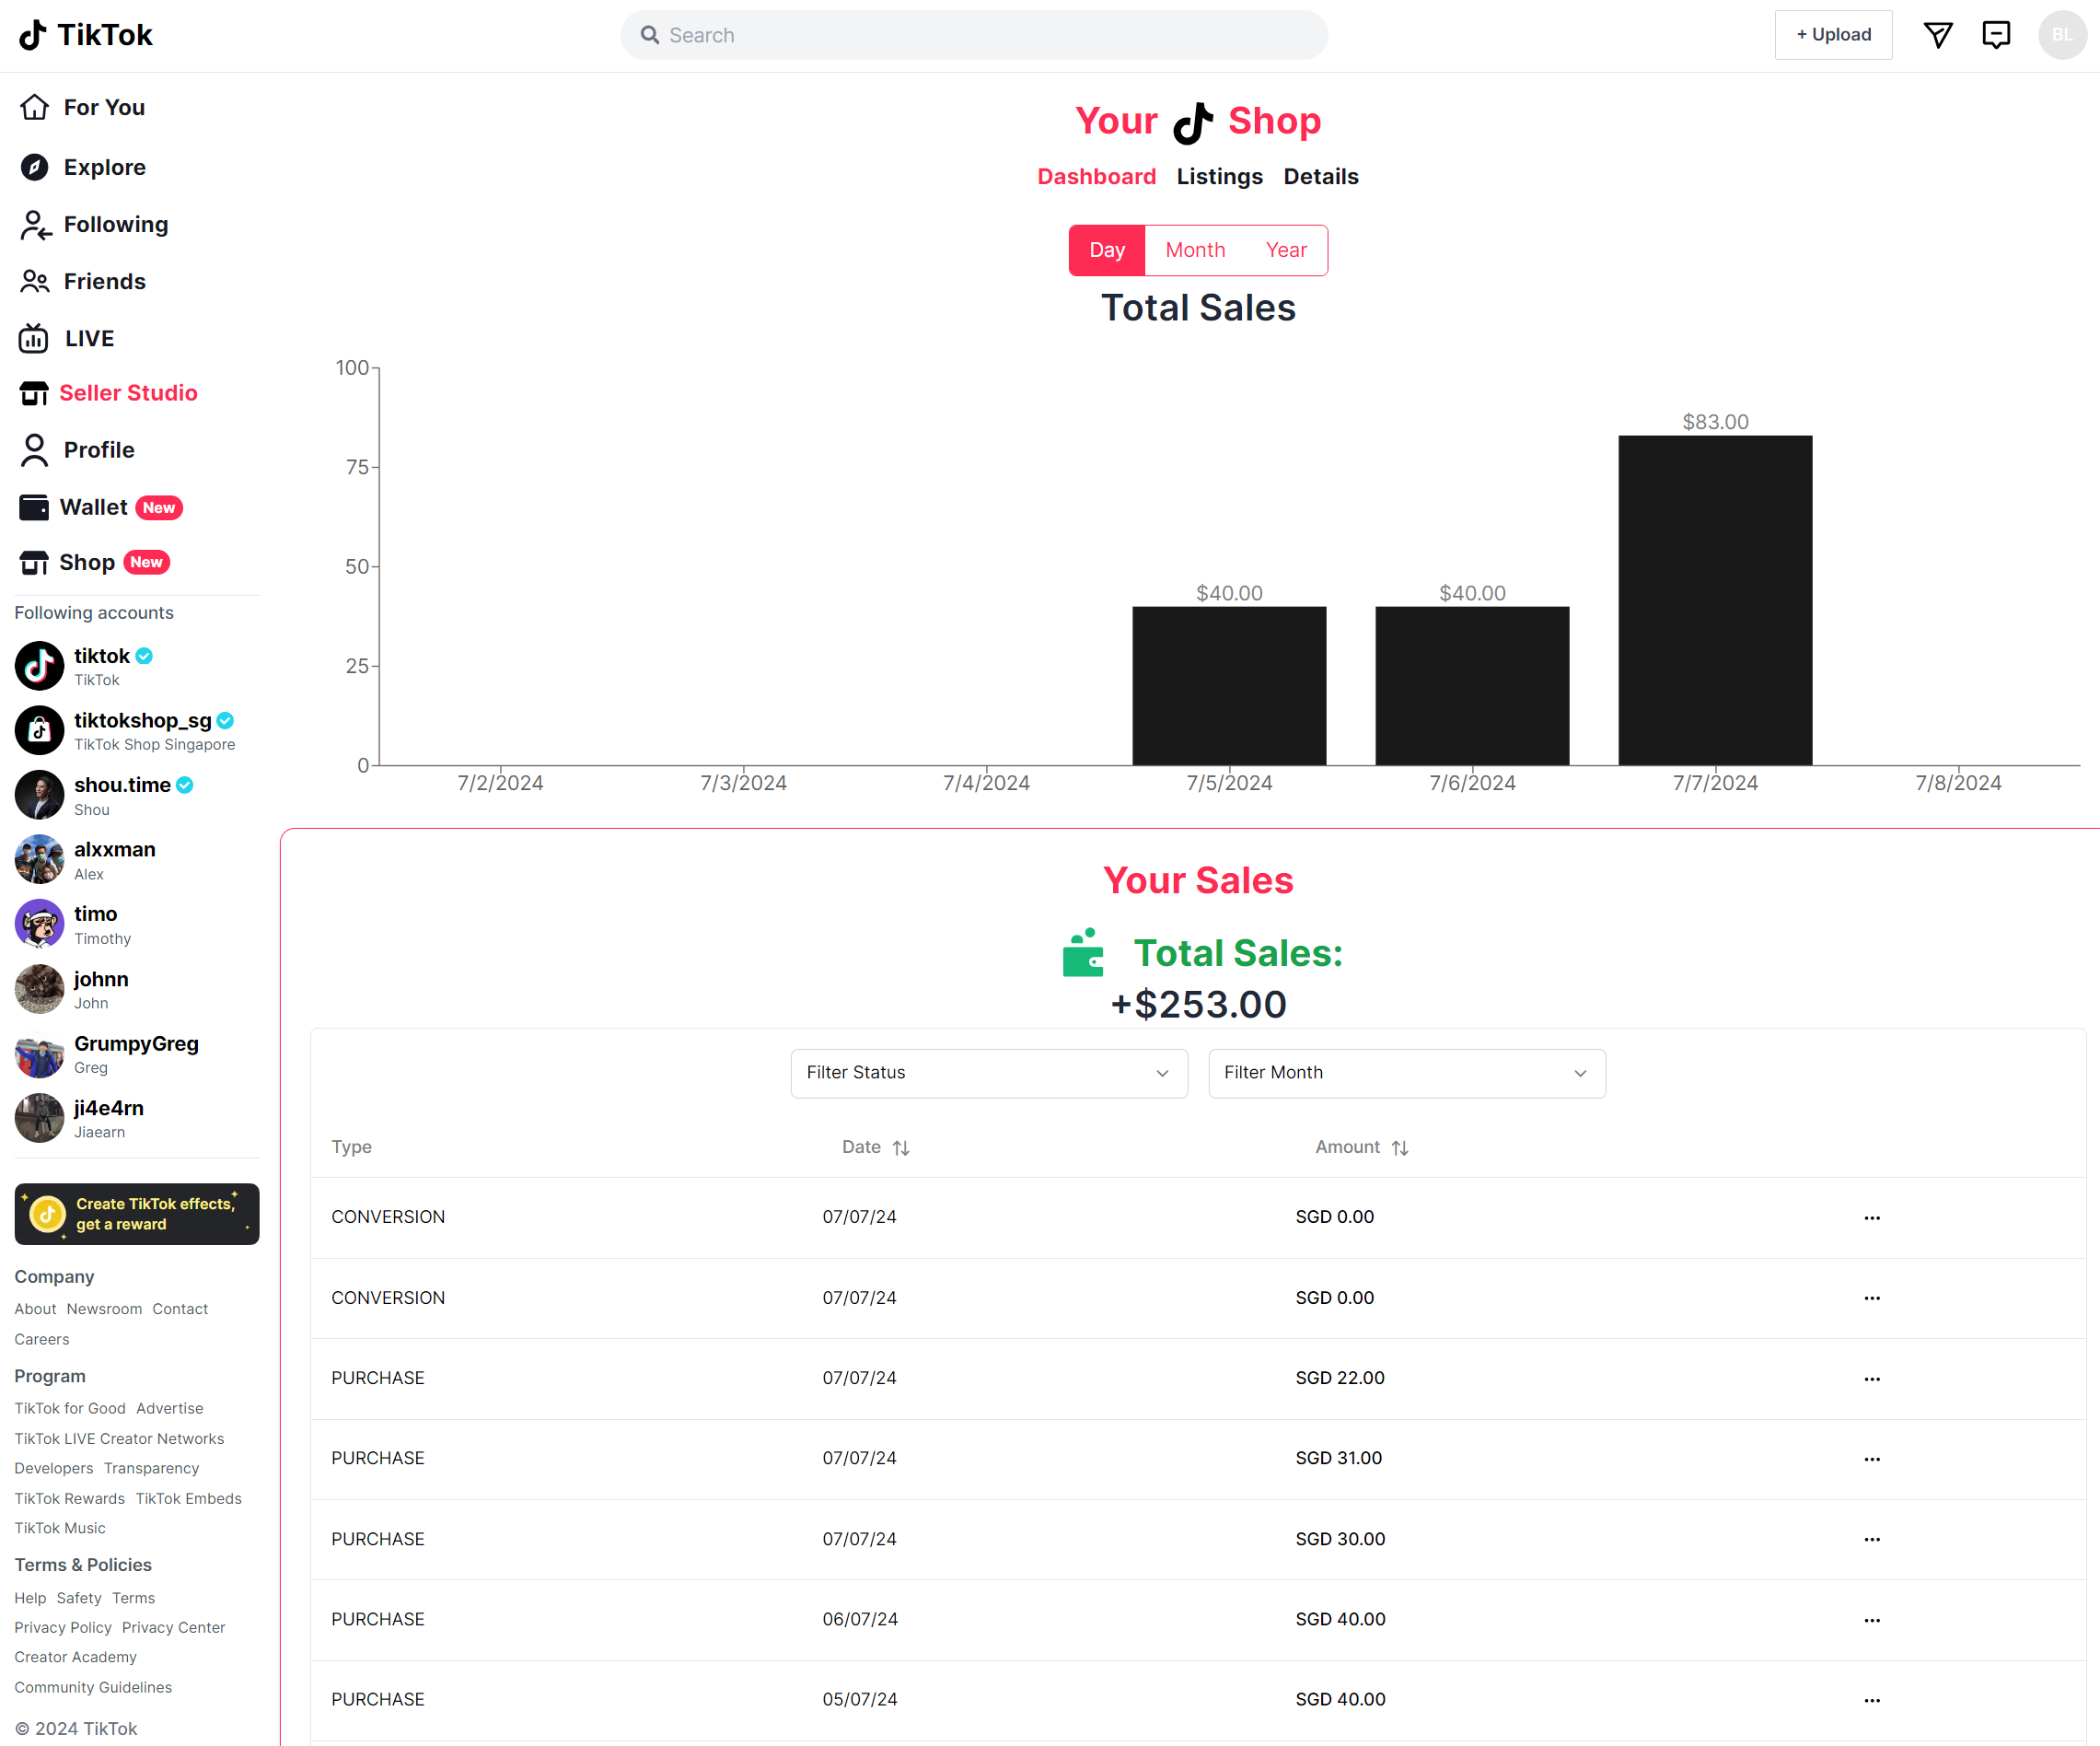 TikTok
Search
+ Upload
BL
For You
Explore
Following
Friends
LIVE
Seller Studio
Profile
Wallet New
Shop New
Following accounts
tiktok
TikTok
tiktokshop_sg
TikTok Shop Singapore
shou.time
Shou
alxxman
Alex
timo
Timothy
johnn
John
GrumpyGreg
Greg
ji4e4rn
Jiaearn
Create TikTok effects,
get a reward
Company
About Newsroom Contact
Careers
Program
TikTok for Good Advertise
TikTok LIVE Creator Networks
Developers Transparency
TikTok Rewards TikTok Embeds
TikTok Music
Terms & Policies
Help Safety Terms
Privacy Policy Privacy Center
Creator Academy
Community Guidelines
© 2024 TikTok
Your Shop
Dashboard Listings Details
Day Month Year
Total Sales
100
75
50
25
0
$40.00 $40.00 $83.00
7/2/2024 7/3/2024 7/4/2024 7/5/2024 7/6/2024 7/7/2024 7/8/2024
Your Sales
Total Sales:
+$253.00
Filter Status Filter Month
Type Date Amount
CONVERSION 07/07/24 SGD 0.00
CONVERSION 07/07/24 SGD 0.00
PURCHASE 07/07/24 SGD 22.00
PURCHASE 07/07/24 SGD 31.00
PURCHASE 07/07/24 SGD 30.00
PURCHASE 06/07/24 SGD 40.00
PURCHASE 05/07/24 SGD 40.00